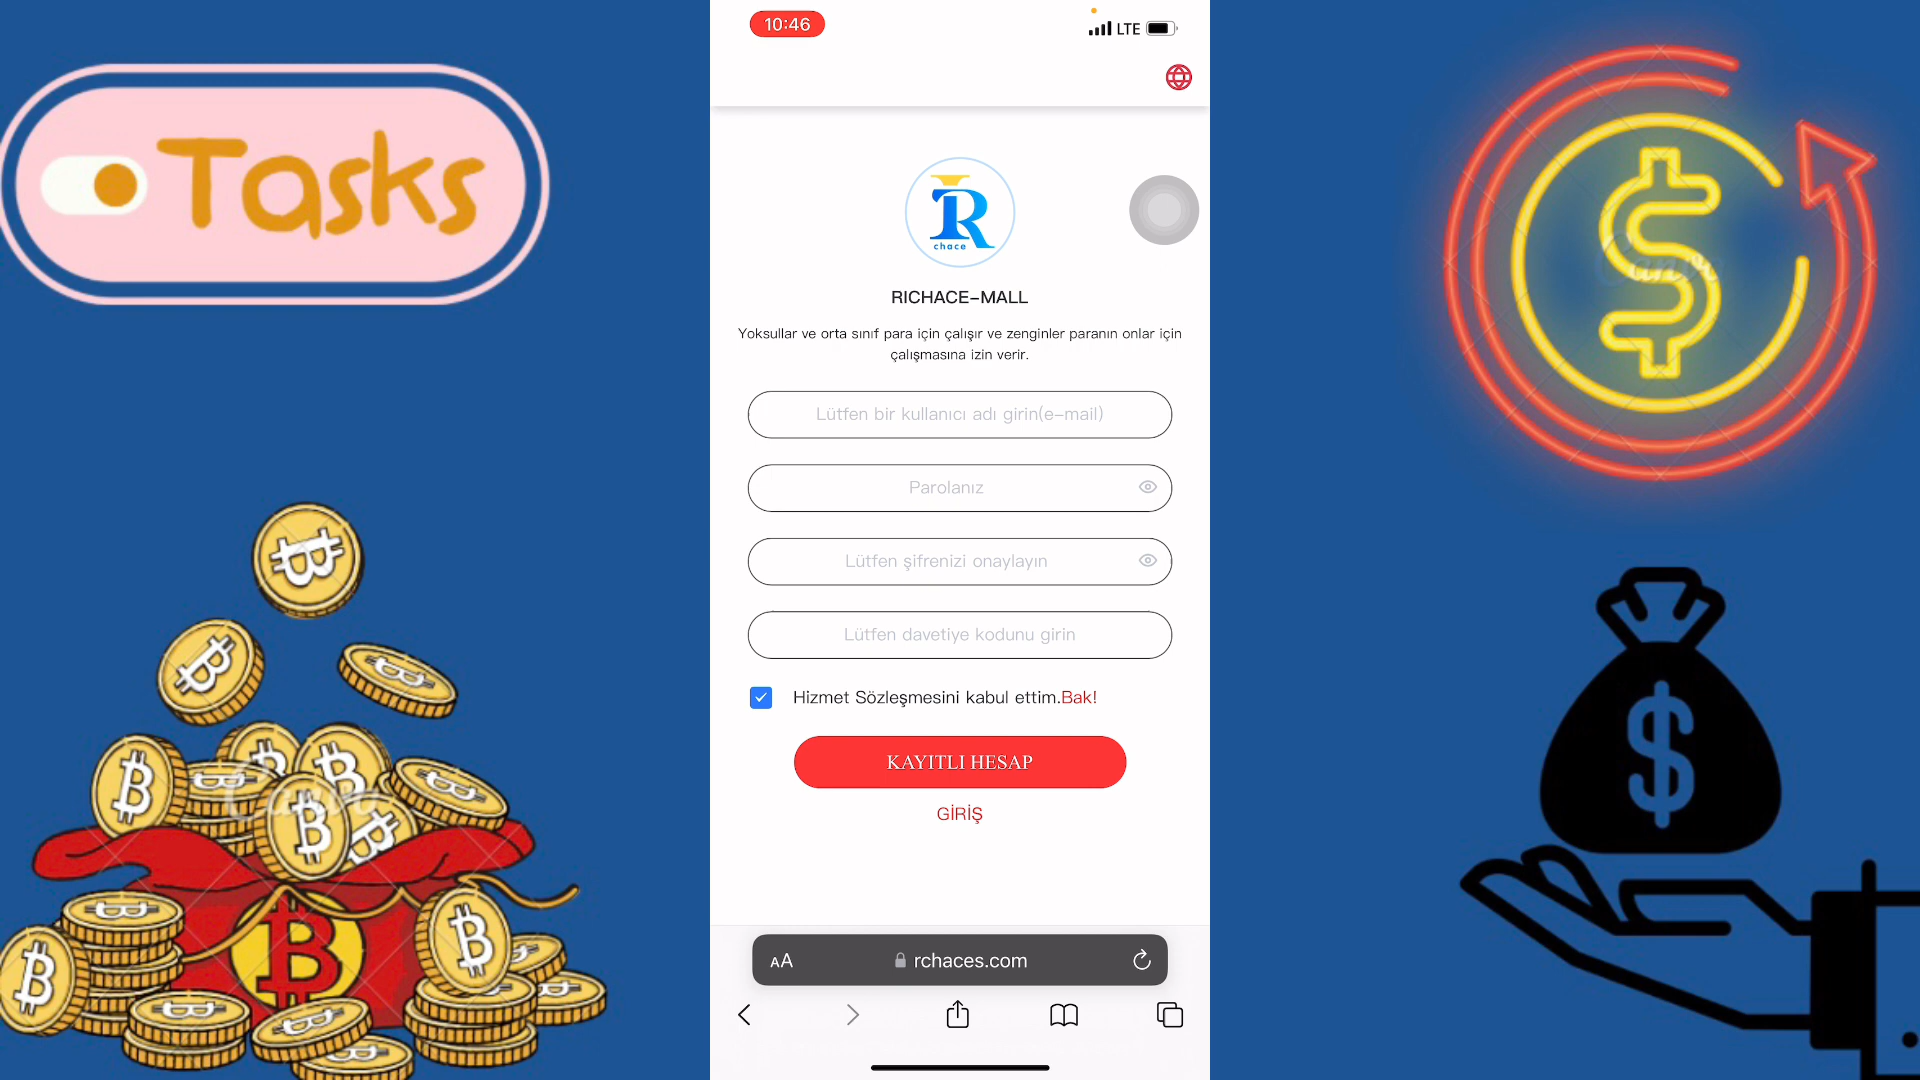 10:46
LTE
Tasks
R
chace
RICHACE-MALL
Yoksullar ve orta sınıf para için çalışır ve zenginler paranın onlar için
çalışmasına izin verir.
Lütfen bir kullanıcı adı girin(e-mail)
Parolanız
Lütfen şifrenizi onaylayın
Lütfen davetiye kodunu girin
Hizmet Sözleşmesini kabul ettim.Bak!
KAYITLI HESAP
GİRİŞ
AA
rchaces.com
Canva
Canva